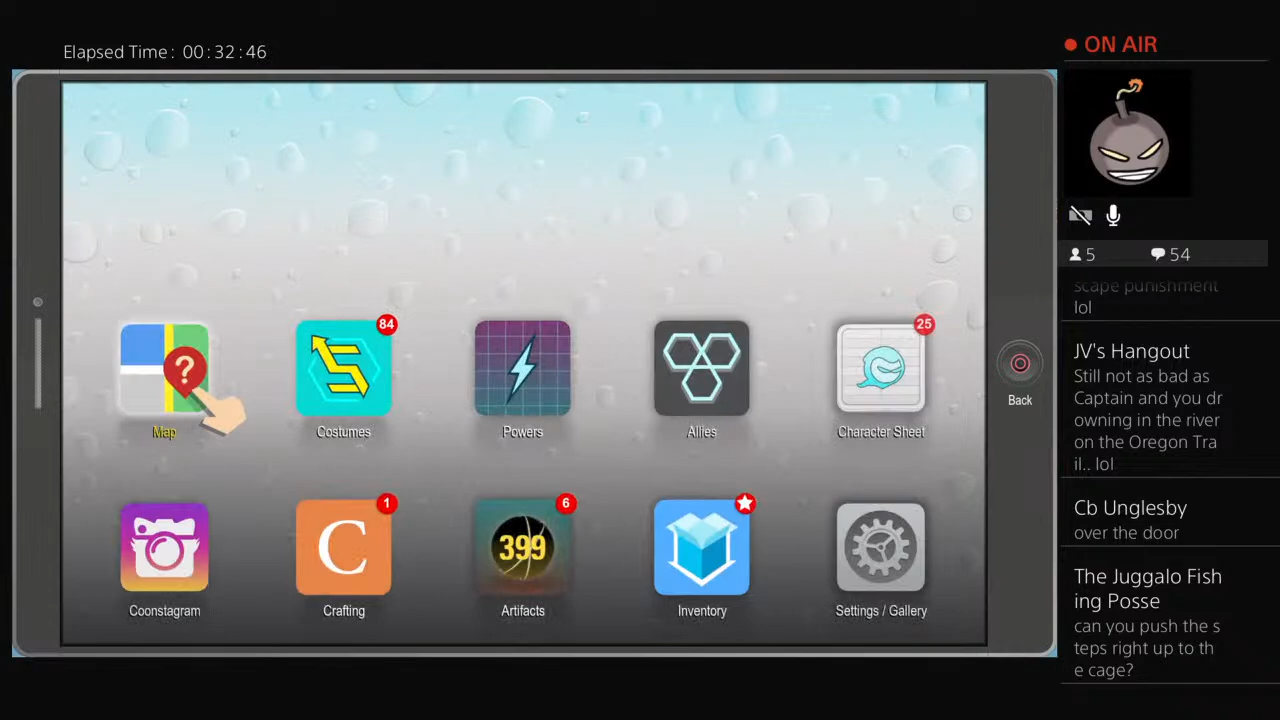 Elapsed Time: 00:32:46
ON AIR
5 54
scape punishment
lol
JV's Hangout
Still not as bad as
Captain and you dr
owning in the river
on the Oregon Tra
il.. lol
Cb Unglesby
over the door
The Juggalo Fish
ing Posse
can you push the s
teps right up to th
e cage?
?
84
25
Map
Costumes
Powers
Allies
Character Sheet
Back
1
6
C
399
Coonstagram
Crafting
Artifacts
Inventory
Settings / Gallery